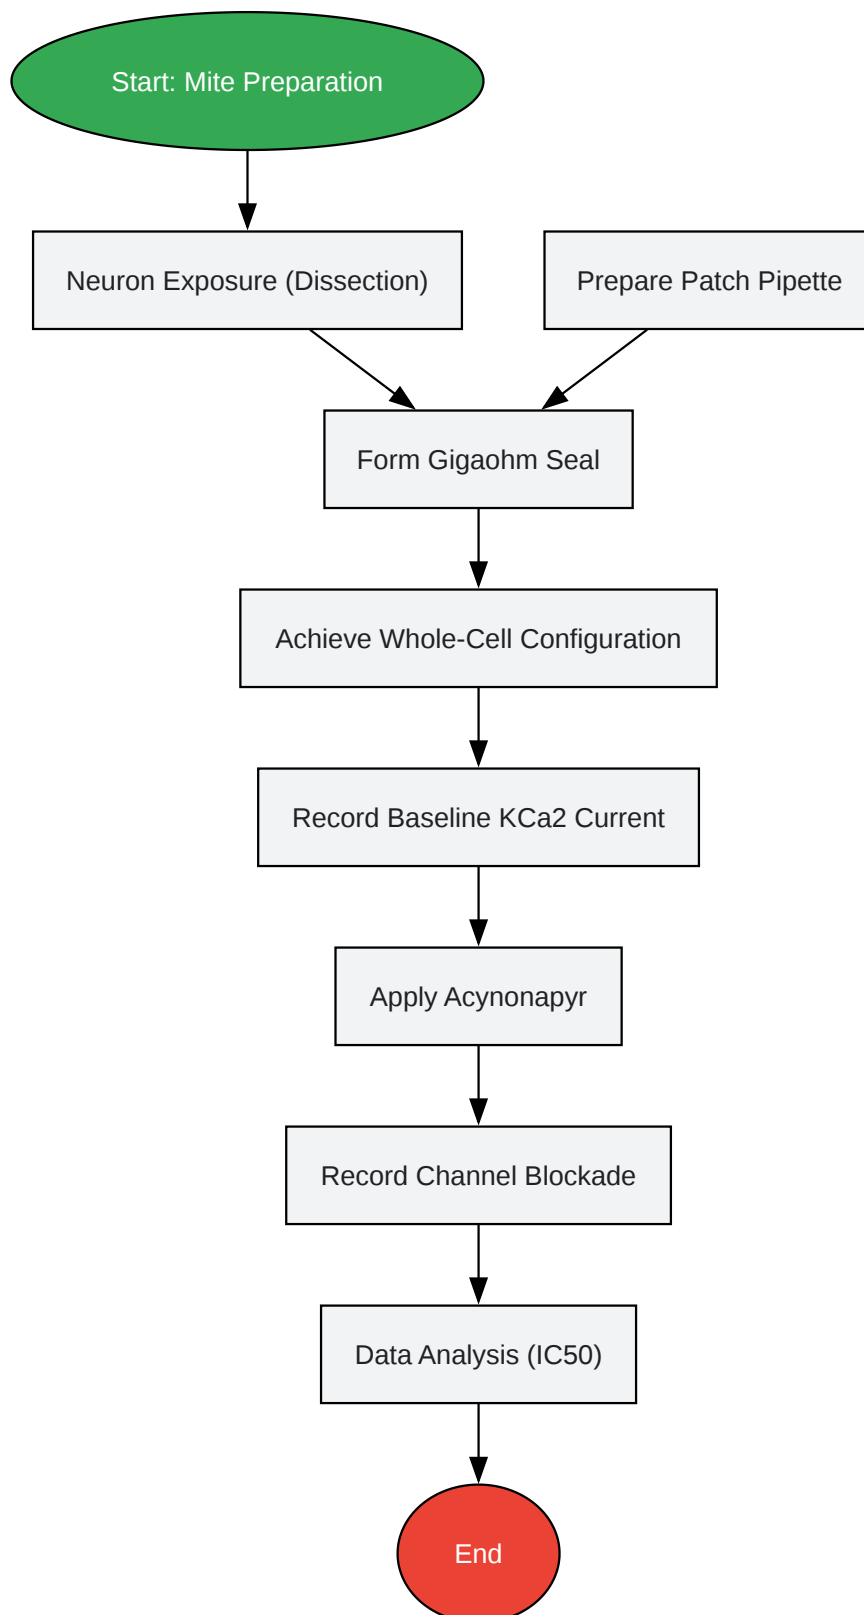 Start: Mite Preparation
Neuron Exposure (Dissection)
Prepare Patch Pipette
Form Gigaohm Seal
Achieve Whole-Cell Configuration
Record Baseline KCa2 Current
Apply Acynonapyr
Record Channel Blockade
Data Analysis (IC50)
End